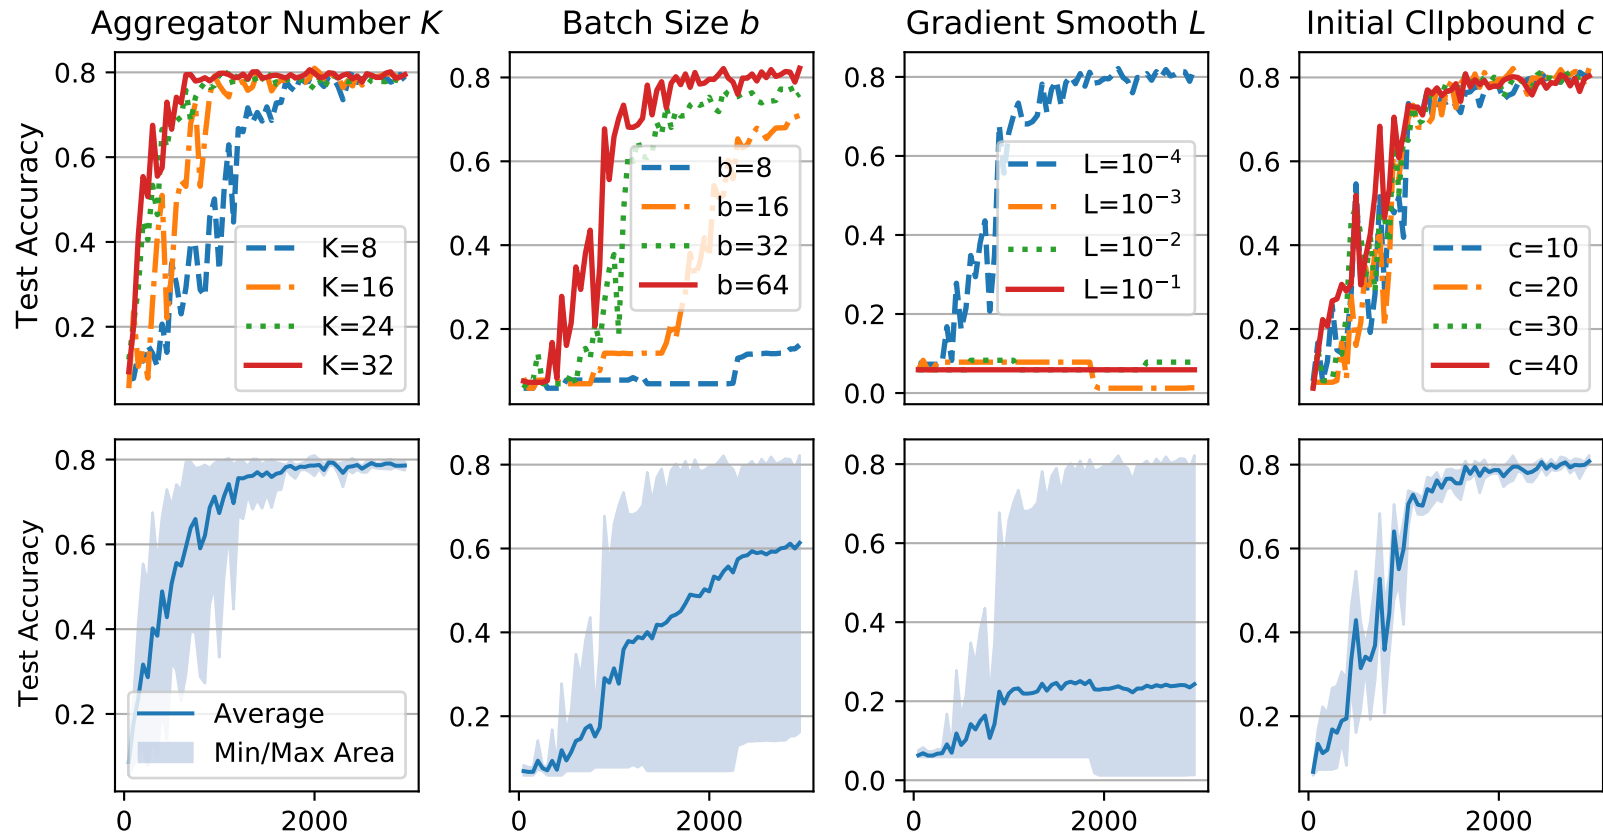 Aggregator Number K
Batch Size b
Gradient Smooth L
Initial ClIpbound c
Test Accuracy
0.8
0.6
0.4
0.2
K=8
K=16
K=24
K=32
0.8
0.6
0.4
0.2
b=8
b=16
b=32
b=64
0.8
0.6
0.4
0.2
0.0
L=10⁻⁴
L=10⁻³
L=10⁻²
L=10⁻¹
0.8
0.6
0.4
0.2
c=10
c=20
c=30
c=40
Test Accuracy
0.8
0.6
0.4
0.2
Average
Min/Max Area
0
2000
0.8
0.6
0.4
0.2
0
2000
0.8
0.6
0.4
0.2
0.0
0
2000
0.8
0.6
0.4
0.2
0
2000